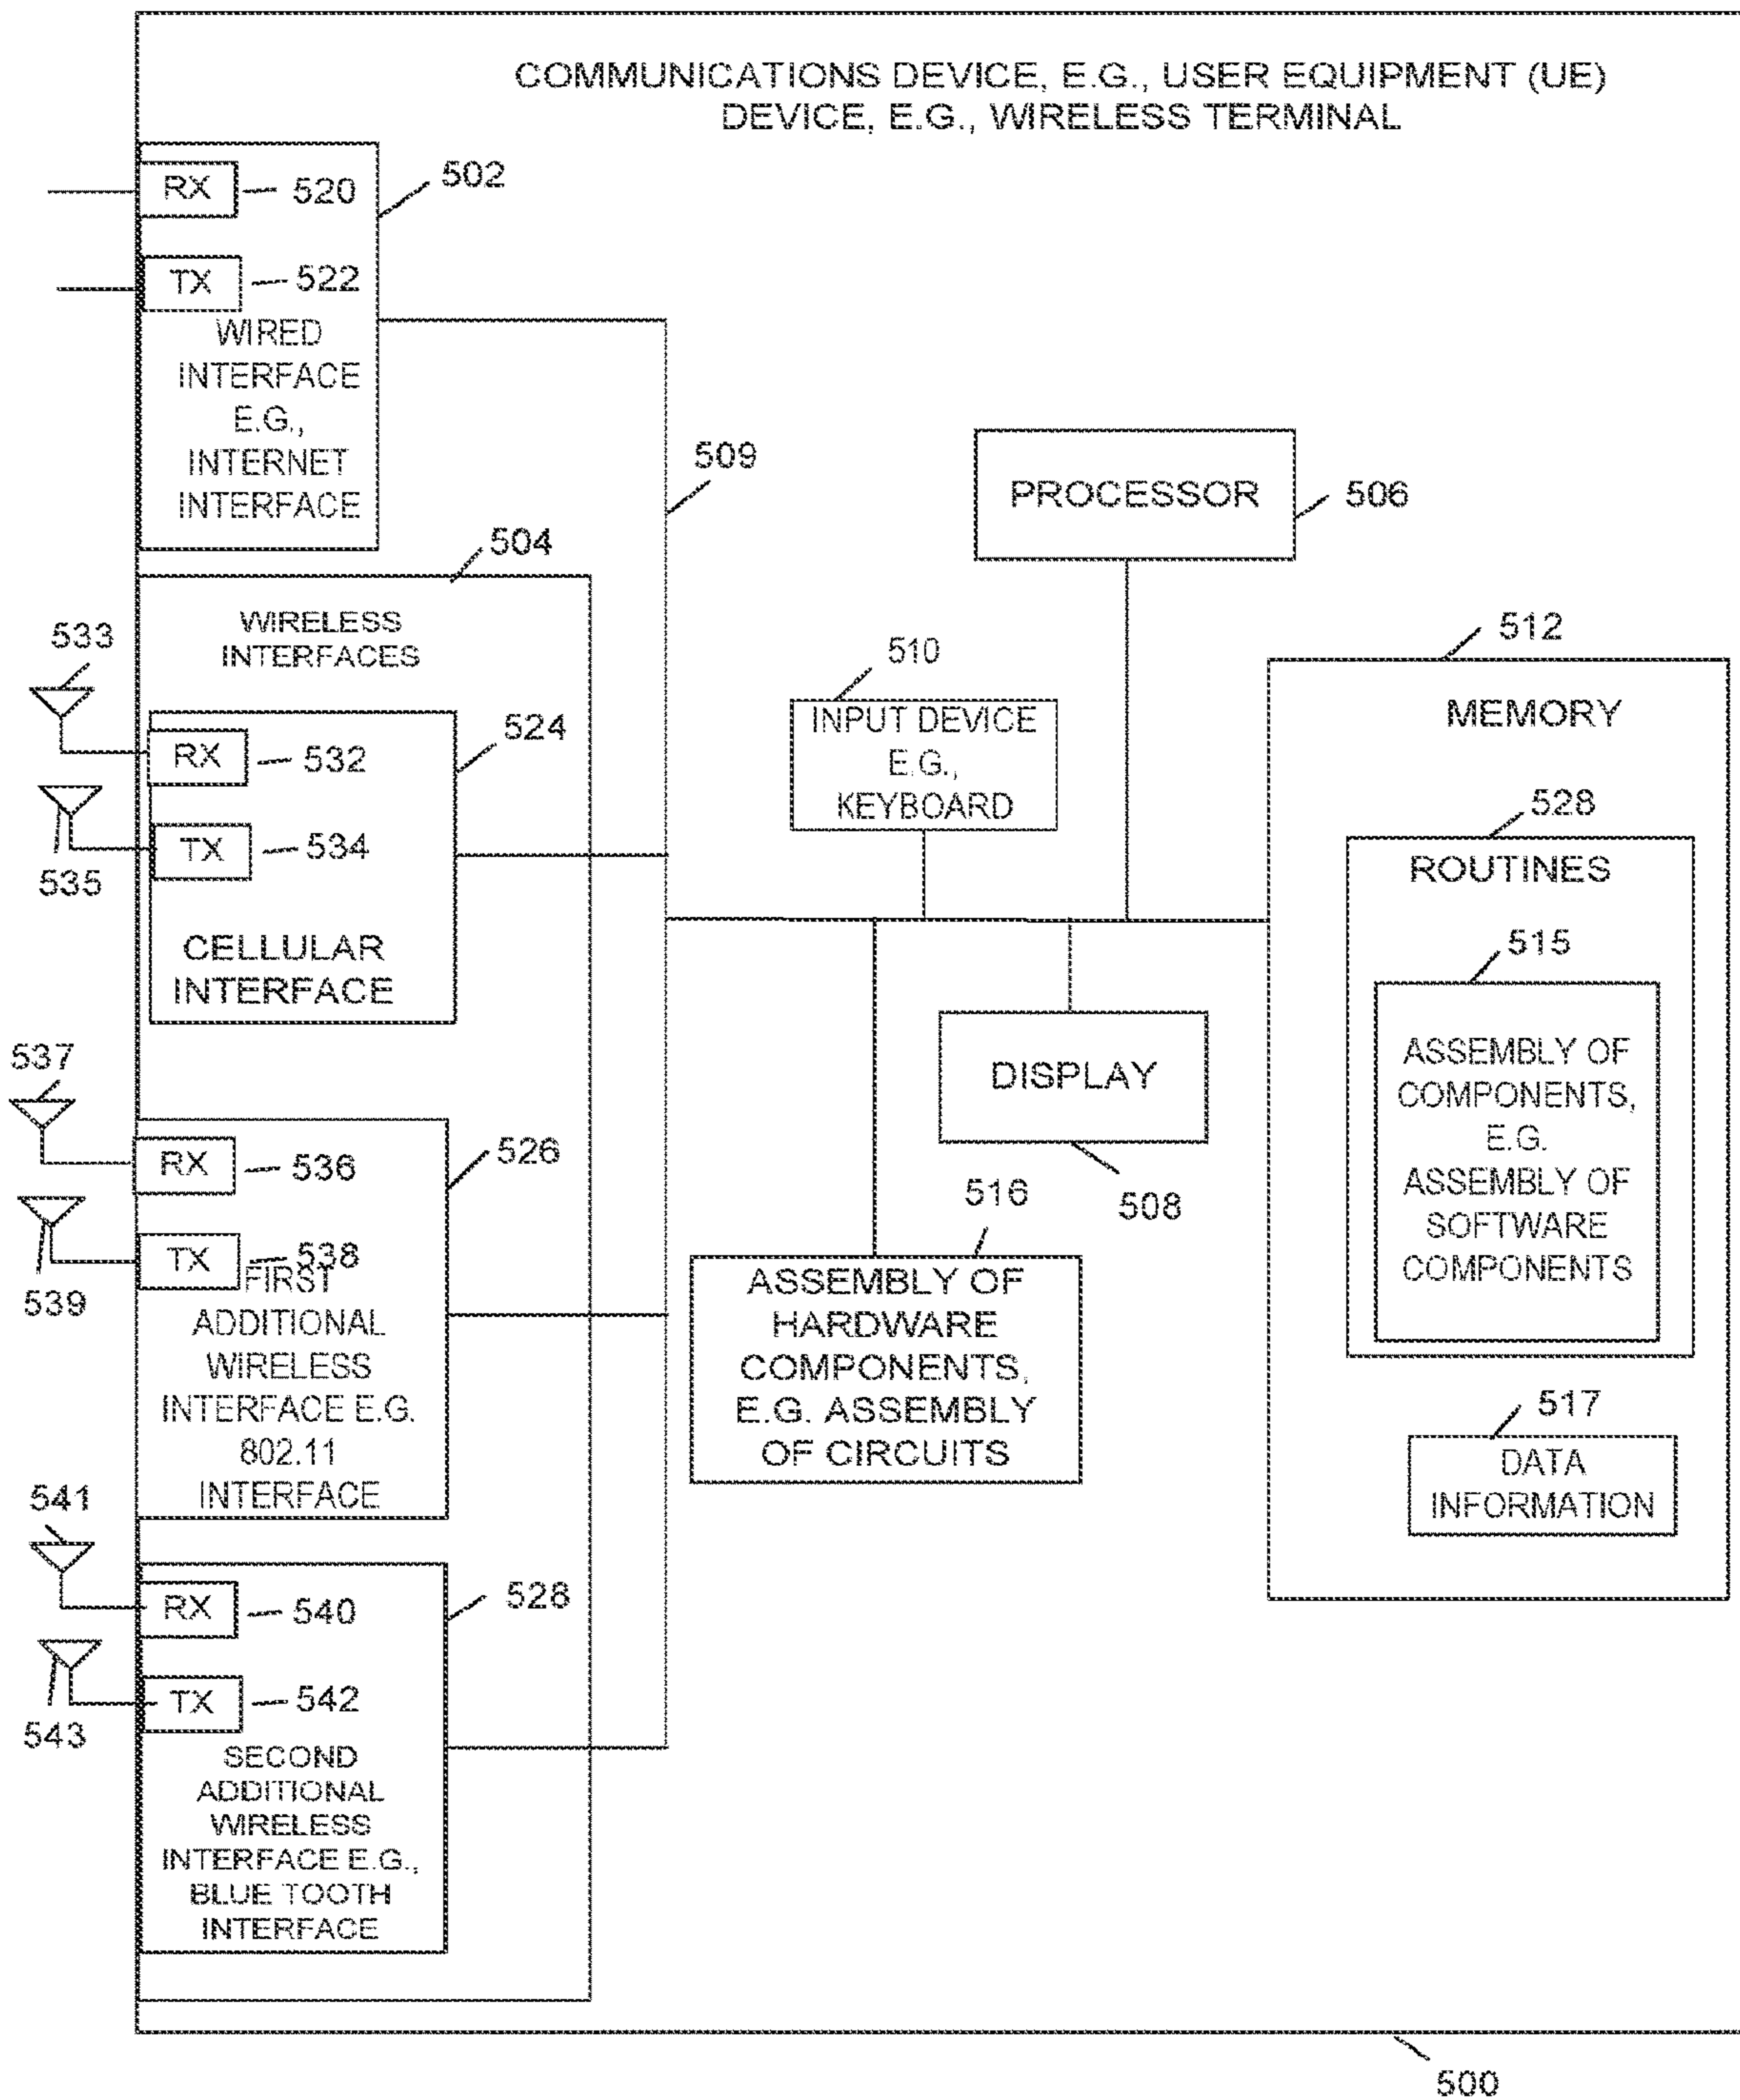 COMMUNICATIONS DEVICE, E.G., USER EQUIPMENT (UE)
DEVICE, E.G., WIRELESS TERMINAL
RX
520
502
TX
522
WIRED
INTERFACE
E.G.,
INTERNET
INTERFACE
509
PROCESSOR
506
504
WIRELESS
INTERFACES
533
RX
532
524
535
TX
534
CELLULAR
INTERFACE
510
INPUT DEVICE
E.G.,
KEYBOARD
512
MEMORY
528
ROUTINES
515
ASSEMBLY OF
COMPONENTS,
E.G.
ASSEMBLY OF
SOFTWARE
COMPONENTS
517
DATA
INFORMATION
DISPLAY
508
516
ASSEMBLY OF
HARDWARE
COMPONENTS,
E.G. ASSEMBLY
OF CIRCUITS
537
RX
536
526
539
TX
538
FIRST
ADDITIONAL
WIRELESS
INTERFACE E.G.
802.11
INTERFACE
541
RX
540
528
543
TX
542
SECOND
ADDITIONAL
WIRELESS
INTERFACE E.G.,
BLUE TOOTH
INTERFACE
500